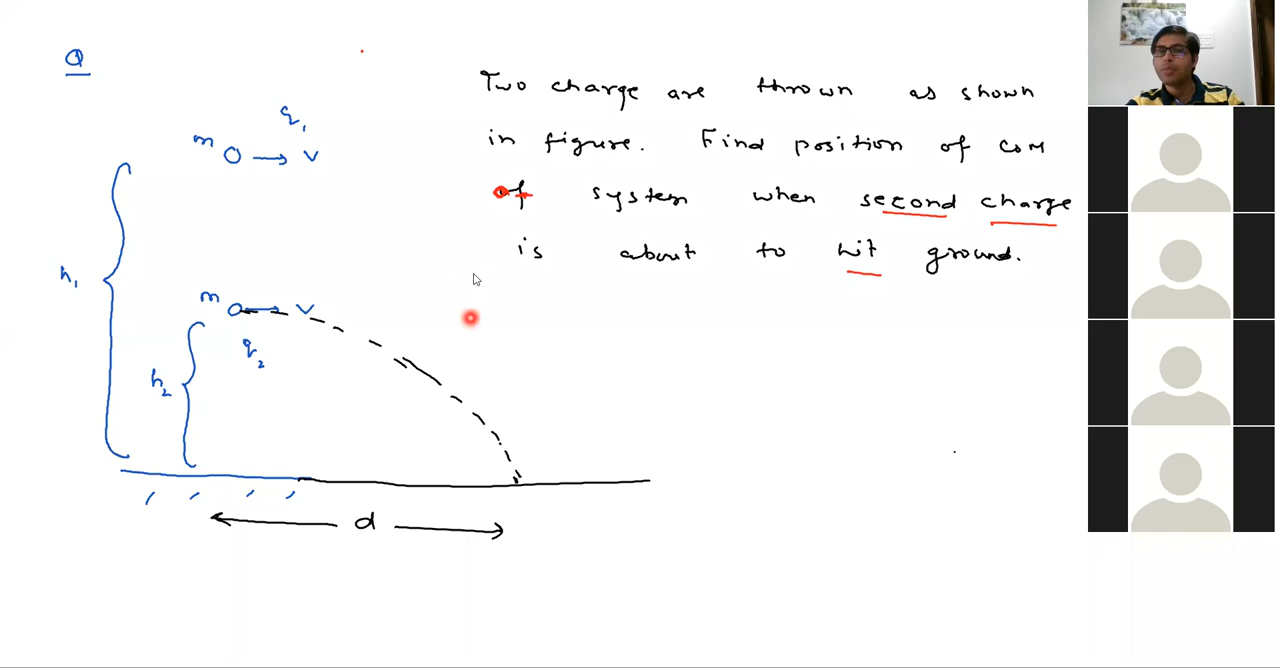 Q
Two charge are thrown as shown
in figure. Find position of COM
of system when second charge
is about to hit ground.
q₁
m → v
h₁
m → v
q₂
h₂
d